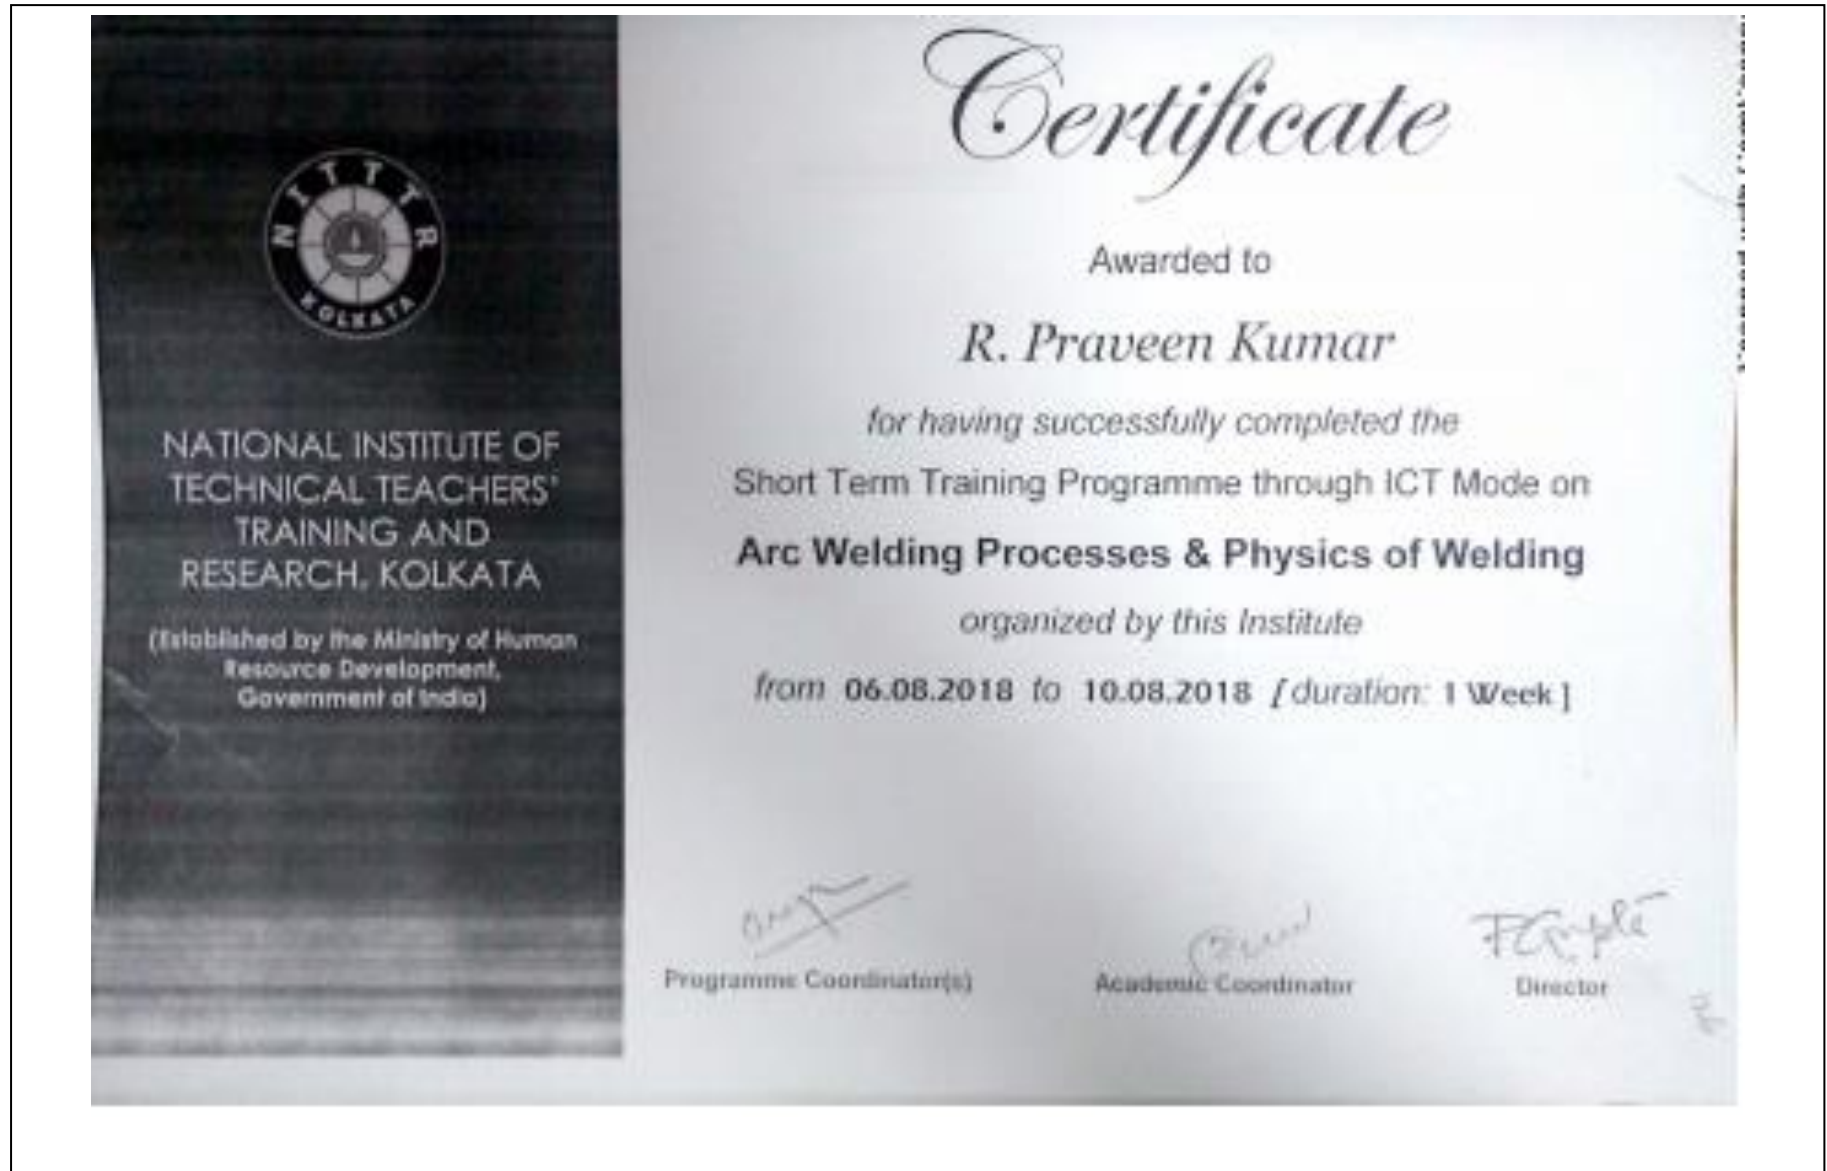 NITTTR
KOLKATA
NATIONAL INSTITUTE OF
TECHNICAL TEACHERS'
TRAINING AND
RESEARCH, KOLKATA
(Established by the Ministry of Human
Resource Development,
Government of India)
Certificate
Awarded to
R. Praveen Kumar
for having successfully completed the
Short Term Training Programme through ICT Mode on
Arc Welding Processes & Physics of Welding
organized by this Institute
from 06.08.2018 to 10.08.2018 [ duration: 1 Week ]
Programme Coordinator(s)
Academic Coordinator
Director